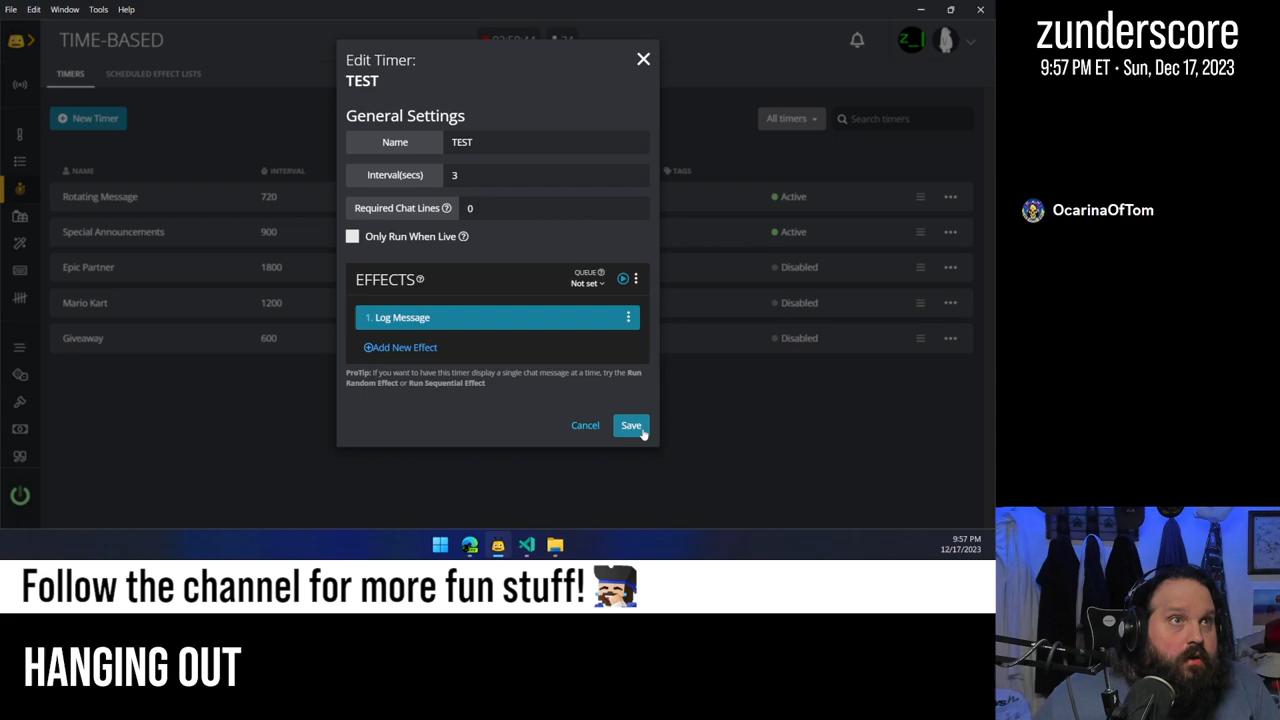 File Edit Window Help
TIME-BASED
TIMERS SCHEDULED EFFECT LISTS
New Timer
All timers
Search timers
NAME INTERVAL TAGS
Rotating Message 720 Active
Special Announcements 900 Active
Epic Partner 1800 Disabled
Mario Kart 1200 Disabled
Giveaway 600 Disabled
Edit Timer:
TEST
General Settings
Name TEST
Interval(secs) 3
Required Chat Lines 0
Only Run When Live
EFFECTS
QUEUE
Not set
1. Log Message
Add New Effect
ProTip: If you want to have this timer display a single chat message at a time, try the Run
Random Effect or Run Sequential Effect
Cancel Save
9:57 PM
12/17/2023
zunderscore
9:57 PM ET · Sun, Dec 17, 2023
OcarinaOfTom
Follow the channel for more fun stuff!
HANGING OUT